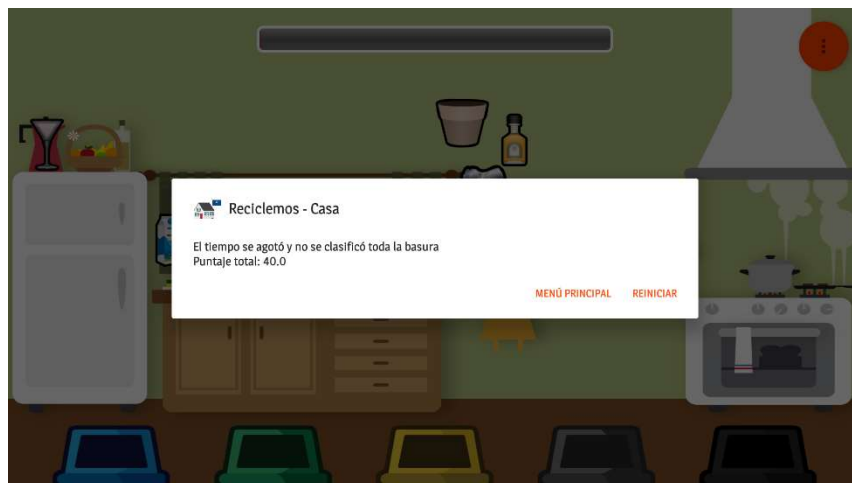 Reciclemos - Casa
El tiempo se agotó y no se clasificó toda la basura
Puntaje total: 40.0
MENÚ PRINCIPAL REINICIAR